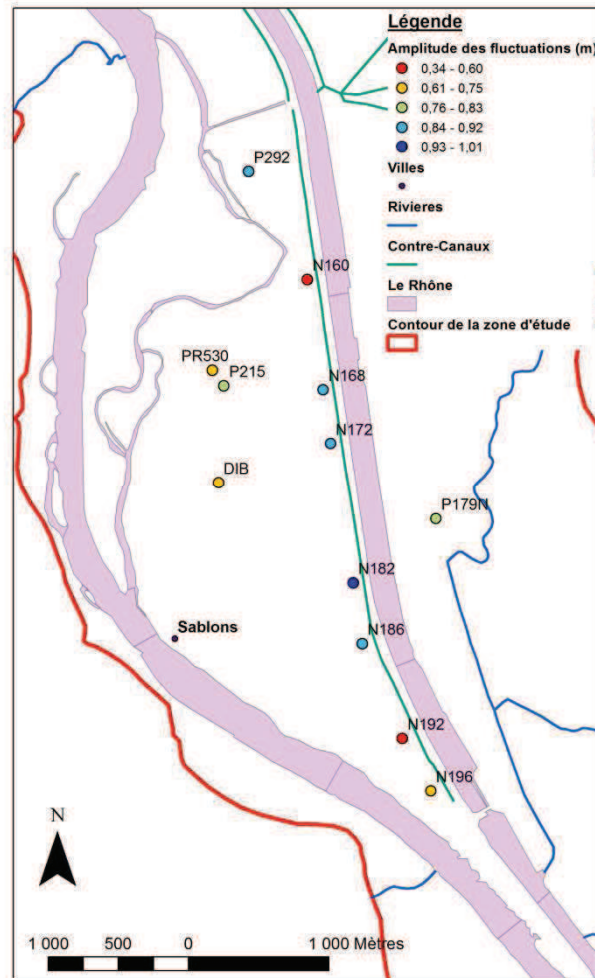 Légende
Amplitude des fluctuations (m)
0,34 - 0,60
0,61 - 0,75
0,76 - 0,83
0,84 - 0,92
0,93 - 1,01
Villes
Rivieres
Contre-Canaux
Le Rhône
Contour de la zone d'étude
P292
N160
PR530
P215
N168
N172
DIB
P179N
N182
Sablons
N186
N192
N196
N
1 000 500 0 1 000 Mètres